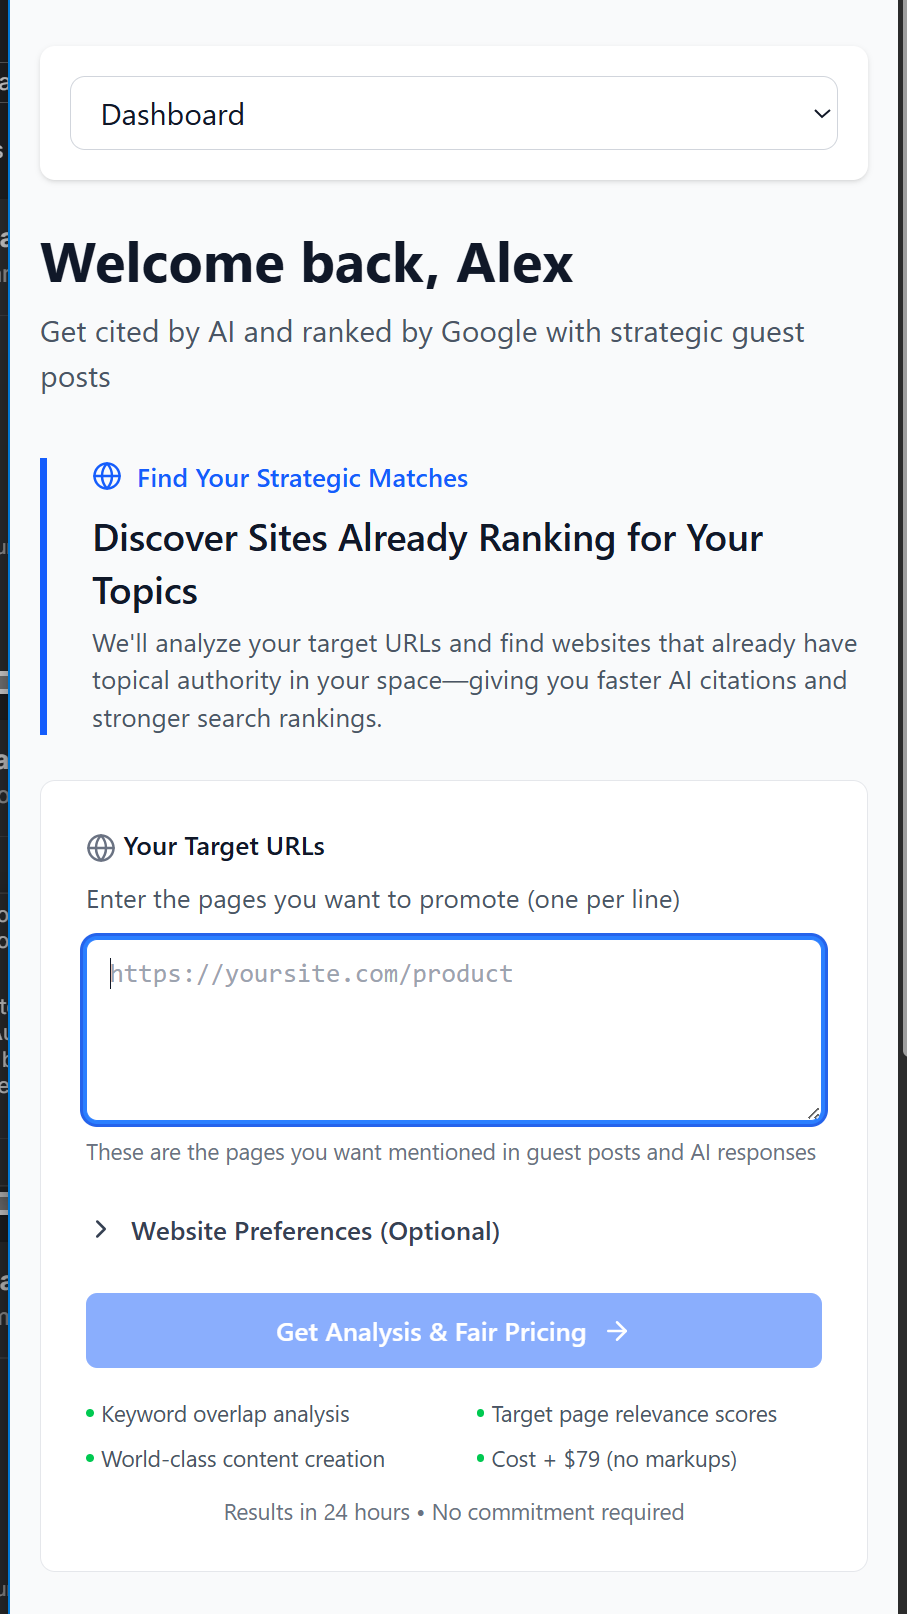 Dashboard
Welcome back, Alex
Get cited by AI and ranked by Google with strategic guest
posts
Find Your Strategic Matches
Discover Sites Already Ranking for Your
Topics
We'll analyze your target URLs and find websites that already have
topical authority in your space—giving you faster AI citations and
stronger search rankings.
Your Target URLs
Enter the pages you want to promote (one per line)
https://yoursite.com/product
These are the pages you want mentioned in guest posts and AI responses
Website Preferences (Optional)
Get Analysis & Fair Pricing →
• Keyword overlap analysis
• Target page relevance scores
• World-class content creation
• Cost + $79 (no markups)
Results in 24 hours • No commitment required